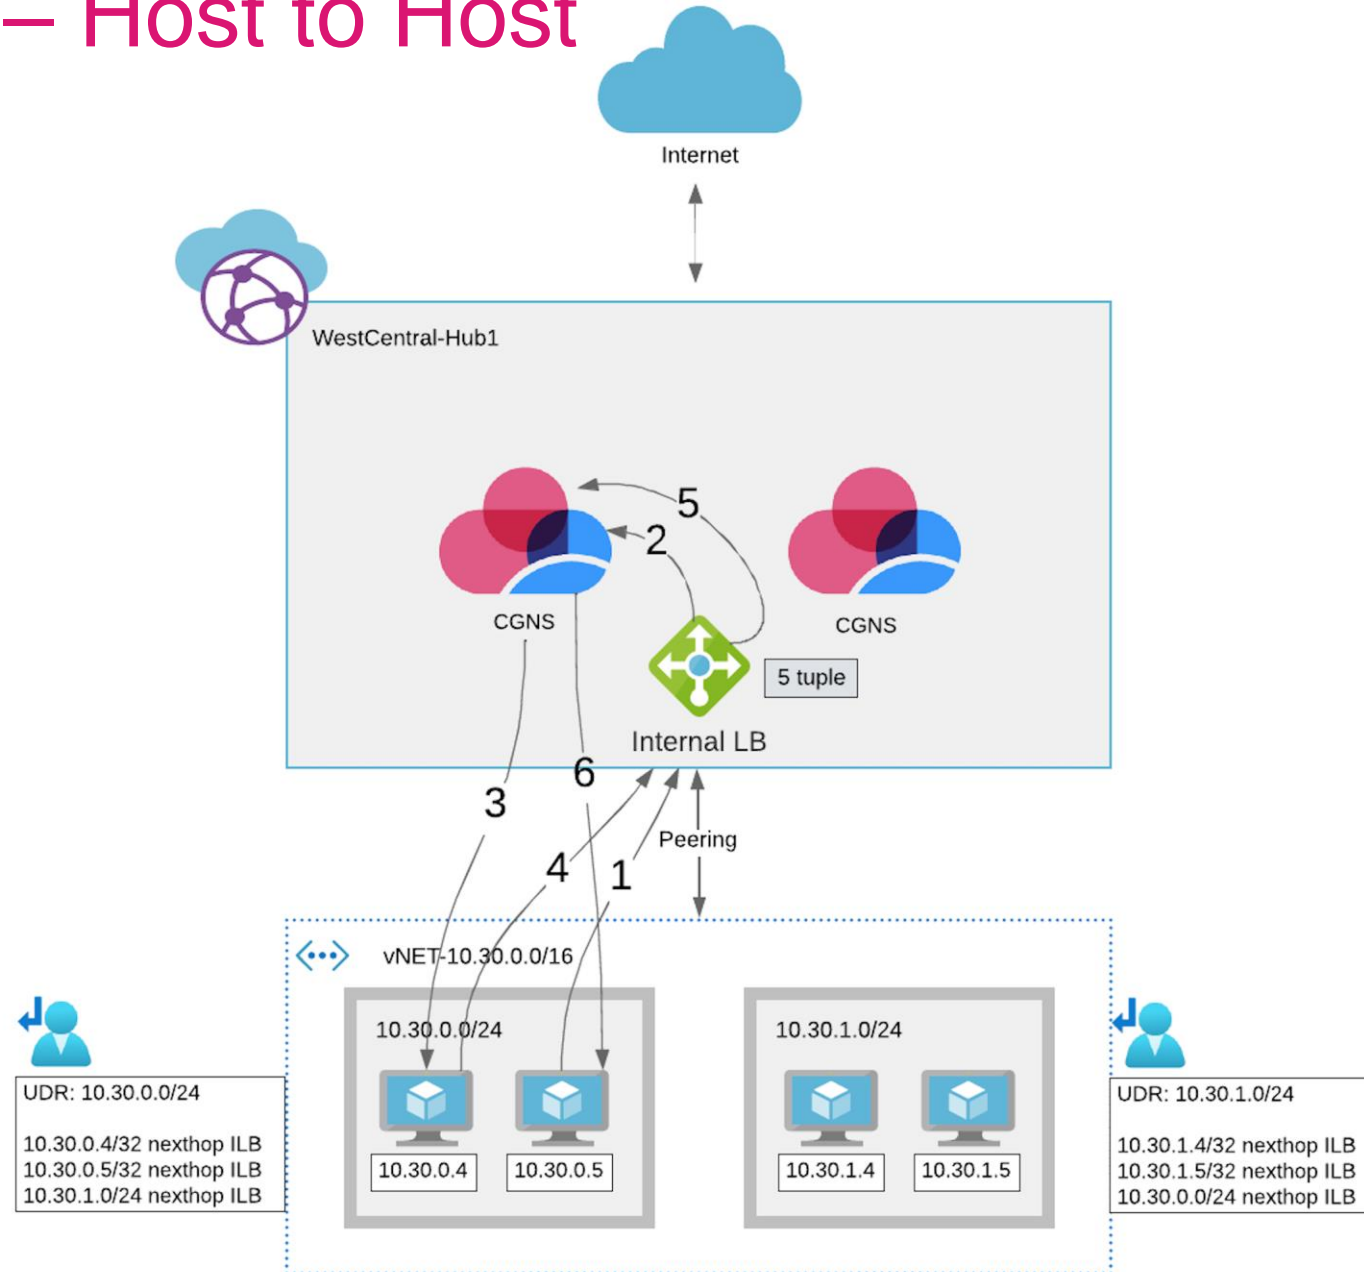 – Host to Host
Internet
WestCentral-Hub1
5
2
CGNS
CGNS
5 tuple
Internal LB
6
3
Peering
4
1
vNET-10.30.0.0/16
10.30.0.0/24
10.30.1.0/24
UDR: 10.30.0.0/24
10.30.0.4/32 nexthop ILB
10.30.0.5/32 nexthop ILB
10.30.1.0/24 nexthop ILB
10.30.0.4
10.30.0.5
10.30.1.4
10.30.1.5
UDR: 10.30.1.0/24
10.30.1.4/32 nexthop ILB
10.30.1.5/32 nexthop ILB
10.30.0.0/24 nexthop ILB